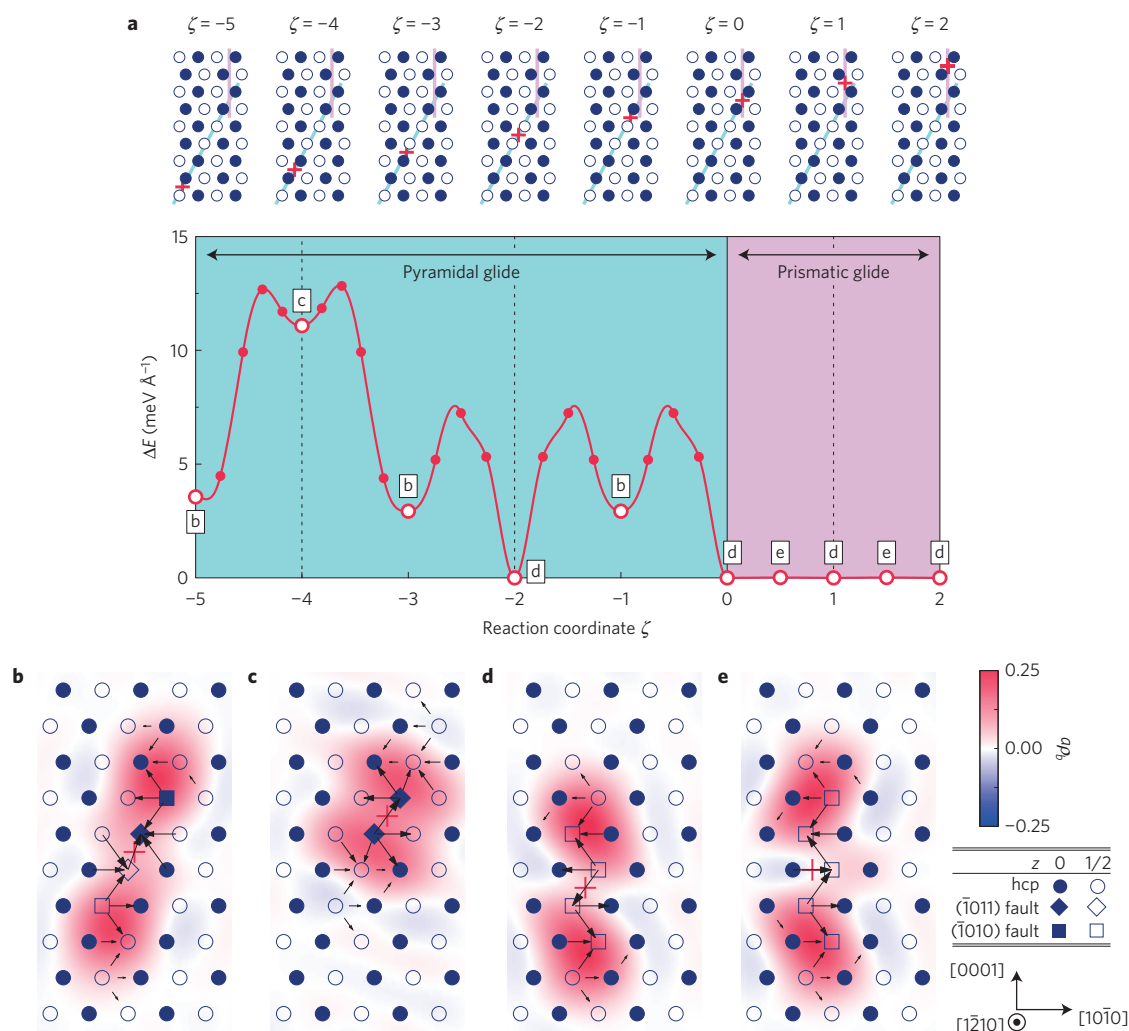 a
ζ = −5 ζ = −4 ζ = −3 ζ = −2 ζ = −1 ζ = 0 ζ = 1 ζ = 2
15
10
5
0
ΔE (meV Å⁻¹)
Pyramidal glide
Prismatic glide
b c b d b d e d e d
−5 −4 −3 −2 −1 0 1 2
Reaction coordinate ζ
b c d e
0.25
0.00
−0.25
aρᵇ
z 0 1/2
hcp
(1̄011) fault
(1̄010) fault
[0001]
[12̄10] [101̄0]